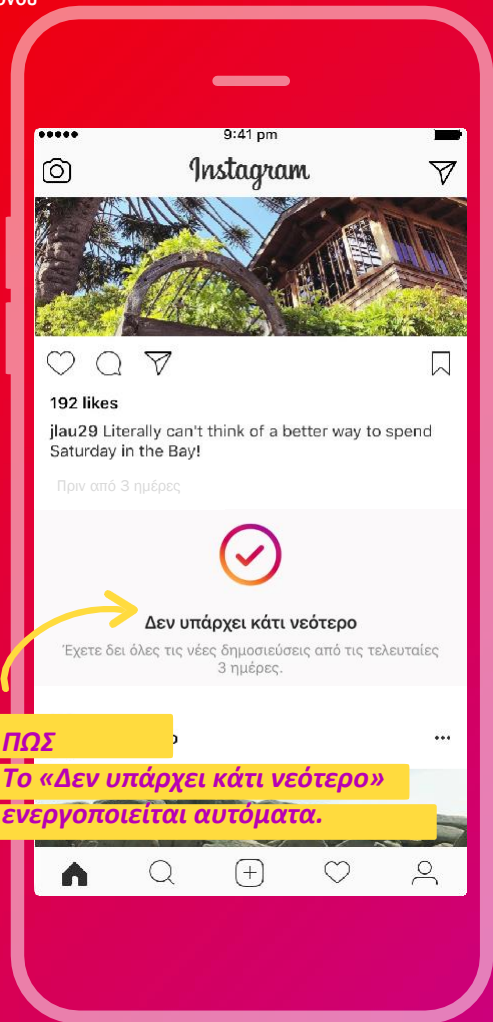 9:41 pm
Instagram
192 likes
jlau29 Literally can't think of a better way to spend
Saturday in the Bay!
Πριν από 3 ημέρες
Δεν υπάρχει κάτι νεότερο
Έχετε δει όλες τις νέες δημοσιεύσεις από τις τελευταίες
3 ημέρες.
ΠΩΣ
Το «Δεν υπάρχει κάτι νεότερο»
ενεργοποιείται αυτόματα.